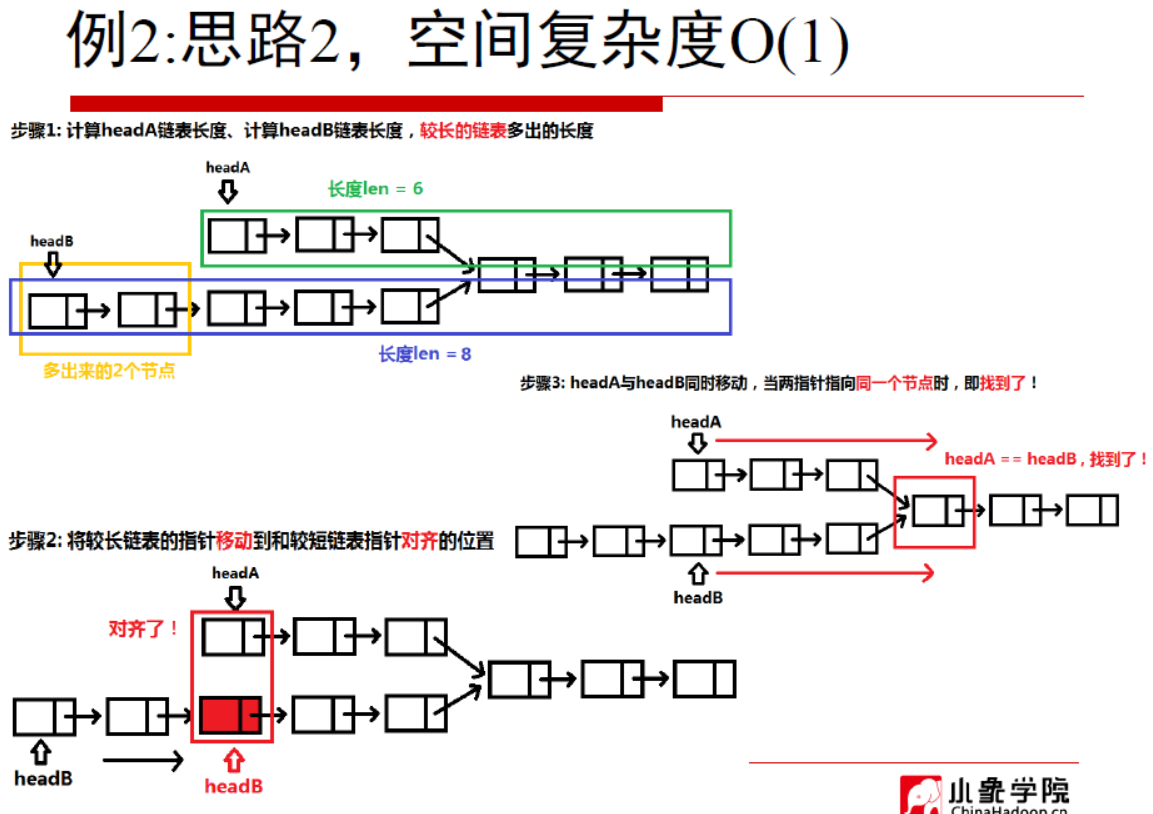 例2:思路2，空间复杂度O(1)
步骤1: 计算headA链表长度、计算headB链表长度，较长的链表多出的长度
headA
长度len = 6
headB
长度len = 8
多出来的2个节点
步骤3: headA与headB同时移动，当两指针指向同一个节点时，即找到了！
headA
headA == headB , 找到了！
headB
步骤2: 将较长链表的指针移动到和较短链表指针对齐的位置
headA
对齐了！
headB
headB
小象学院
ChinaHadoop.cn